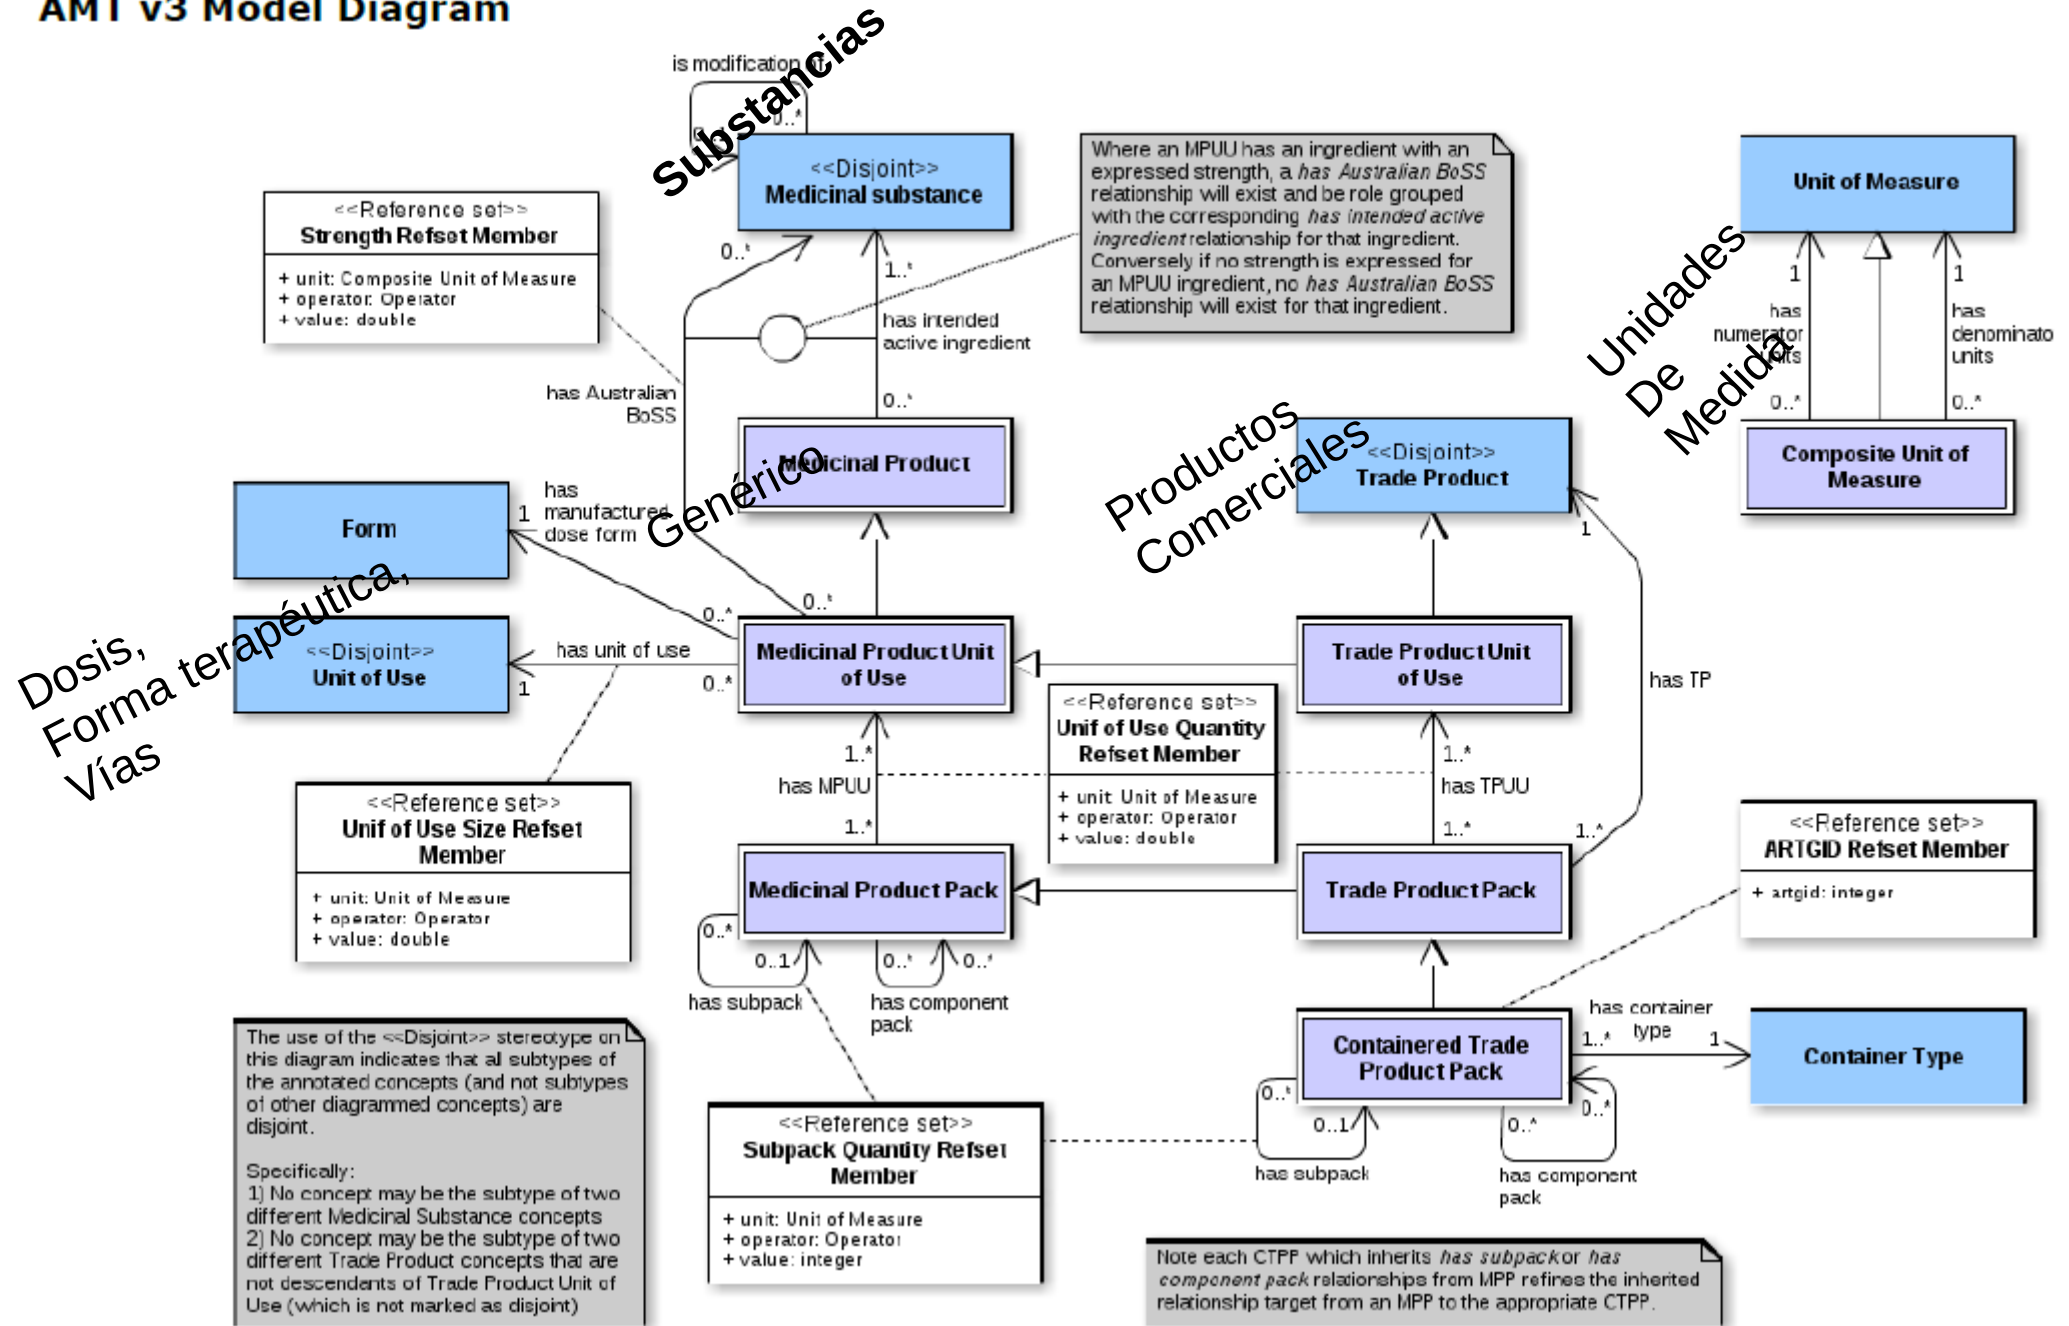 AMT v3 Model Diagram
is modification of
0..*
Substancias
<<Disjoint>>
Medicinal substance
<<Reference set>>
Strength Refset Member
+ unit: Composite Unit of Measure
+ operator: Operator
+ value: double
Where an MPUU has an ingredient with an
expressed strength, a has Australian BoSS
relationship will exist and be role grouped
with the corresponding has intended active
ingredient relationship for that ingredient.
Conversely if no strength is expressed for
an MPUU ingredient, no has Australian BoSS
relationship will exist for that ingredient.
Unit of Measure
Unidades
De
Medida
1
1
has
numerator
units
has
denominato
units
0..*
0..*
Composite Unit of
Measure
0..*
1..*
has intended
active ingredient
0..*
has Australian
BoSS
Medicinal Product
Genérico
Productos
Comerciales
<<Disjoint>>
Trade Product
1
has
manufactured
dose form
1
Form
0..*
0..*
Dosis,
Forma terapéutica,
Vías
<<Disjoint>>
Unit of Use
has unit of use
1
0..*
Medicinal Product Unit
of Use
Trade Product Unit
of Use
has TP
<<Reference set>>
Unif of Use Quantity
Refset Member
+ unit: Unit of Measure
+ operator: Operator
+ value: double
1..*
has MPUU
1..*
1..*
has TPUU
1..*
1..*
<<Reference set>>
Unif of Use Size Refset
Member
+ unit: Unit of Measure
+ operator: Operator
+ value: double
Medicinal Product Pack
Trade Product Pack
<<Reference set>>
ARTGID Refset Member
+ artgid: integer
0..*
0..1
has subpack
0..*
0..*
has component
pack
has container
type
1..*
1
Containered Trade
Product Pack
Container Type
0..*
0..1
has subpack
0..*
0..*
has component
pack
The use of the <<Disjoint>> stereotype on
this diagram indicates that all subtypes of
the annotated concepts (and not subtypes
of other diagrammed concepts) are
disjoint.
Specifically:
1) No concept may be the subtype of two
different Medicinal Substance concepts
2) No concept may be the subtype of two
different Trade Product concepts that are
not descendants of Trade Product Unit of
Use (which is not marked as disjoint)
<<Reference set>>
Subpack Quantity Refset
Member
+ unit: Unit of Measure
+ operator: Operator
+ value: integer
Note each CTPP which inherits has subpack or has
component pack relationships from MPP refines the inherited
relationship target from an MPP to the appropriate CTPP.